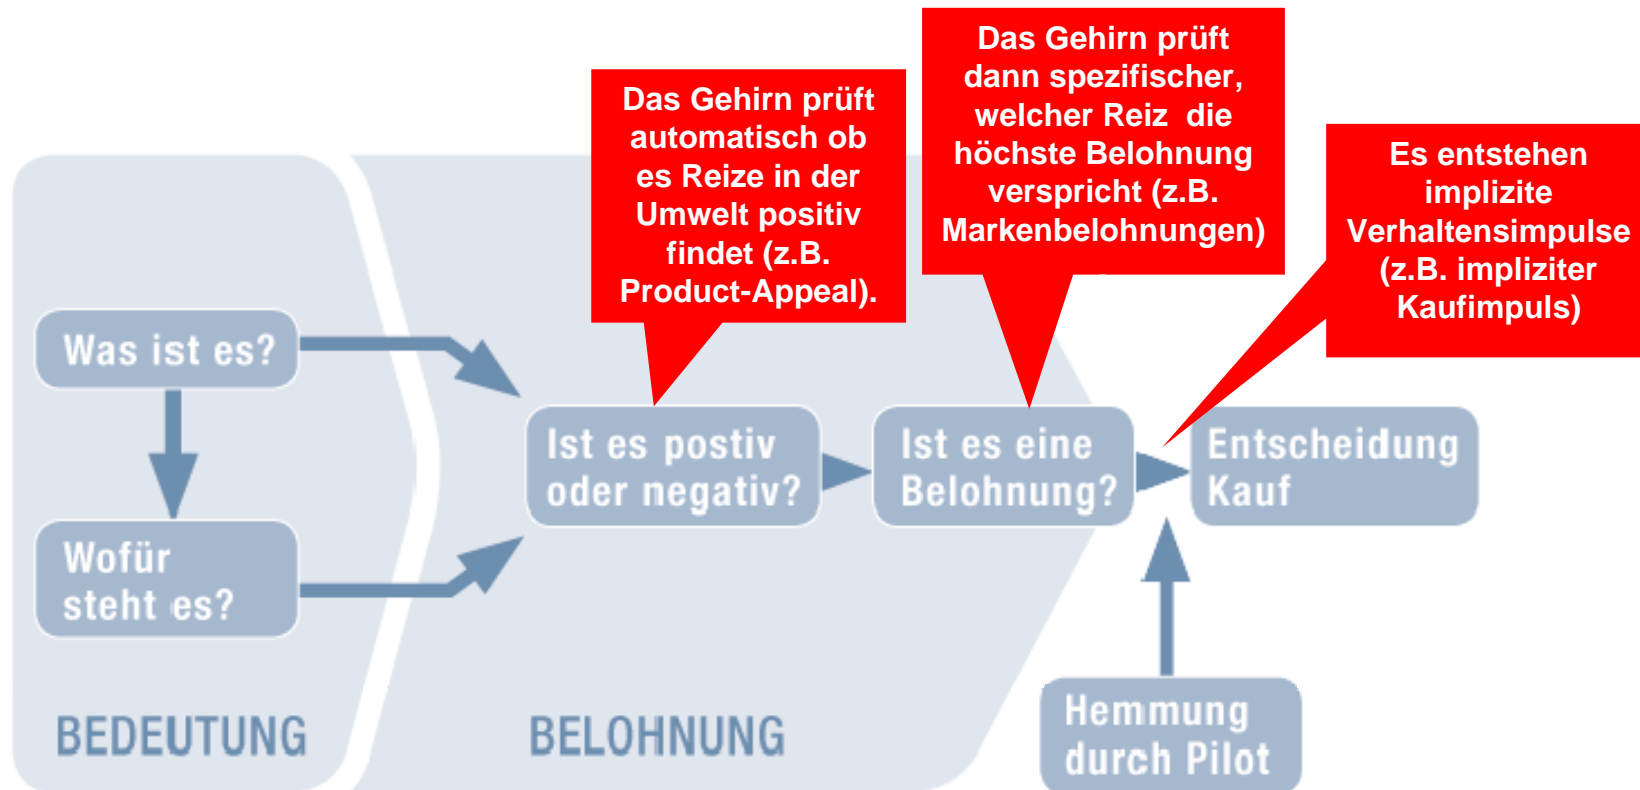 Das Gehirn prüft
automatisch ob
es Reize in der
Umwelt positiv
findet (z.B.
Product-Appeal).
Das Gehirn prüft
dann spezifischer,
welcher Reiz die
höchste Belohnung
verspricht (z.B.
Markenbelohnungen)
.
Es entstehen
implizite
Verhaltensimpulse
(z.B. impliziter
Kaufimpuls)
Was ist es?
Wofür
steht es?
Ist es postiv
oder negativ?
Ist es eine
Belohnung?
Entscheidung
Kauf
Hemmung
durch Pilot
BEDEUTUNG
BELOHNUNG